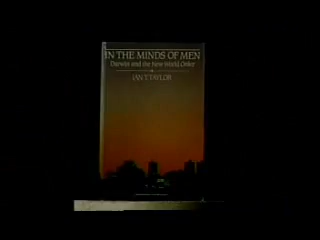 IN THE MINDS OF MEN
Darwin and the New World Order
IAN T. TAYLOR